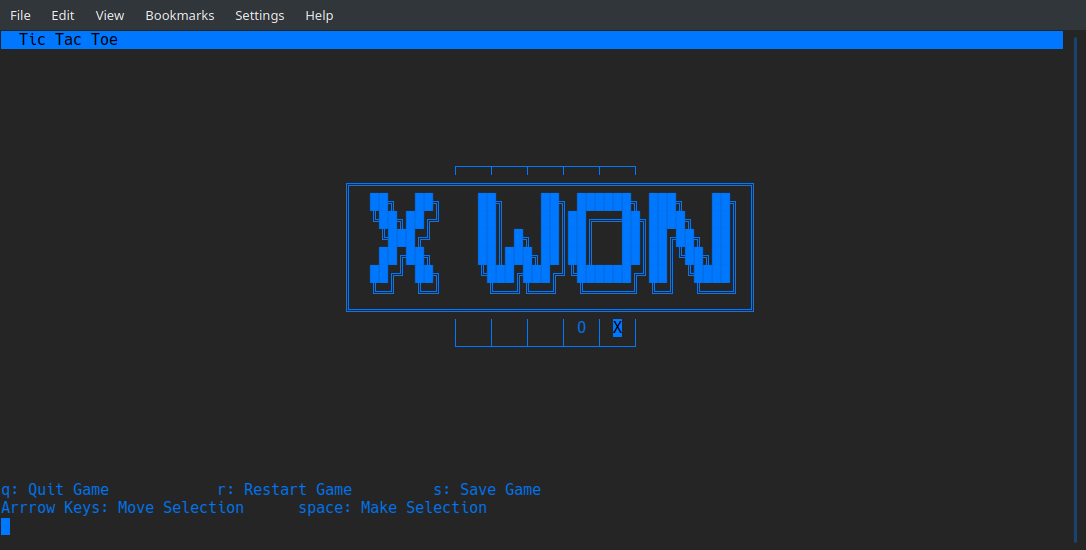 File Edit View Bookmarks Settings Help
Tic Tac Toe
X WON
O X
q: Quit Game r: Restart Game s: Save Game
Arrrow Keys: Move Selection space: Make Selection